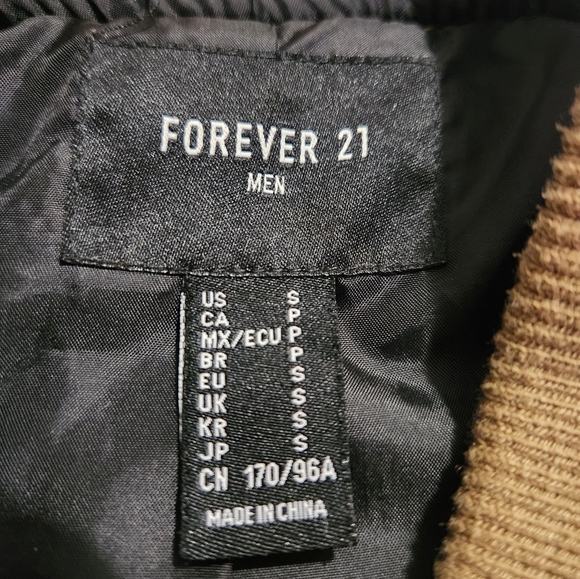 FOREVER 21
MEN
US S
CA P
MX/ECU P
BR P
EU S
UK S
KR S
JP S
CN 170/96A
MADE IN CHINA